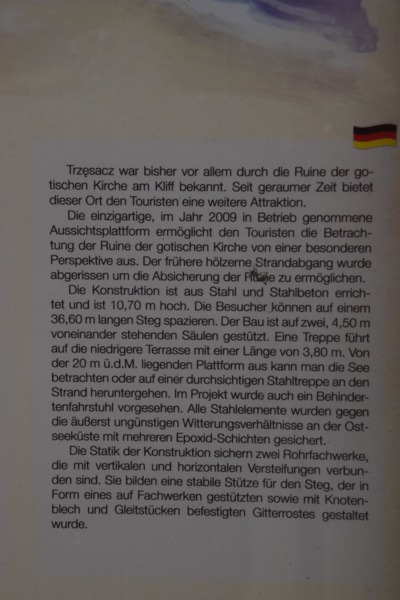 Trzęsacz war bisher vor allem durch die Ruine der go-
tischen Kirche am Kliff bekannt. Seit geraumer Zeit bietet
dieser Ort den Touristen eine weitere Attraktion.
Die einzigartige, im Jahr 2009 in Betrieb genommene
Aussichtsplattform ermöglicht den Touristen die Betrach-
tung der Ruine der gotischen Kirche von einer besonderen
Perspektive aus. Der frühere hölzerne Strandabgang wurde
abgerissen um die Absicherung der Ruine zu ermöglichen.
Die Konstruktion ist aus Stahl und Stahlbeton errich-
tet und ist 10,70 m hoch. Die Besucher können auf einem
36,60 m langen Steg spazieren. Der Bau ist auf zwei, 4,50 m
voneinander stehenden Säulen gestützt. Eine Treppe führt
auf die niedrigere Terrasse mit einer Länge von 3,80 m. Von
der 20 m ü.d.M. liegenden Plattform aus kann man die See
betrachten oder auf einer durchsichtigen Stahltreppe an den
Strand heruntergehen. Im Projekt wurde auch ein Behinder-
tenfahrstuhl vorgesehen. Alle Stahlelemente wurden gegen
die äußerst ungünstigen Witterungsverhältnisse an der Ost-
seeküste mit mehreren Epoxid-Schichten gesichert.
Die Statik der Konstruktion sichern zwei Rohrfachwerke,
die mit vertikalen und horizontalen Versteifungen verbun-
den sind. Sie bilden eine stabile Stütze für den Steg, der in
Form eines auf Fachwerken gestützten sowie mit Knoten-
blech und Gleitstücken befestigten Gitterrostes gestaltet
wurde.